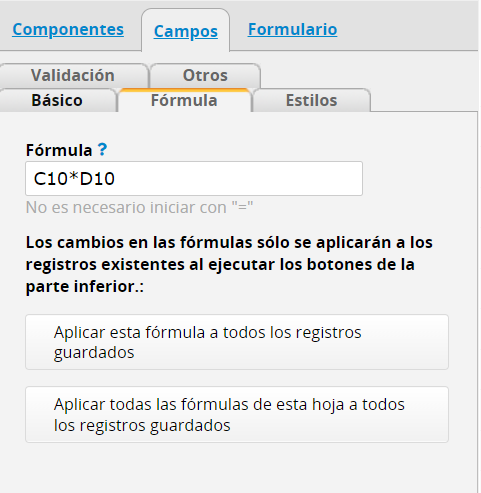 Componentes Campos Formulario
Validación Otros
Básico Fórmula Estilos
Fórmula ?
C10*D10
No es necesario iniciar con "="
Los cambios en las fórmulas sólo se aplicarán a los
registros existentes al ejecutar los botones de la
parte inferior.:
Aplicar esta fórmula a todos los registros
guardados
Aplicar todas las fórmulas de esta hoja a todos
los registros guardados